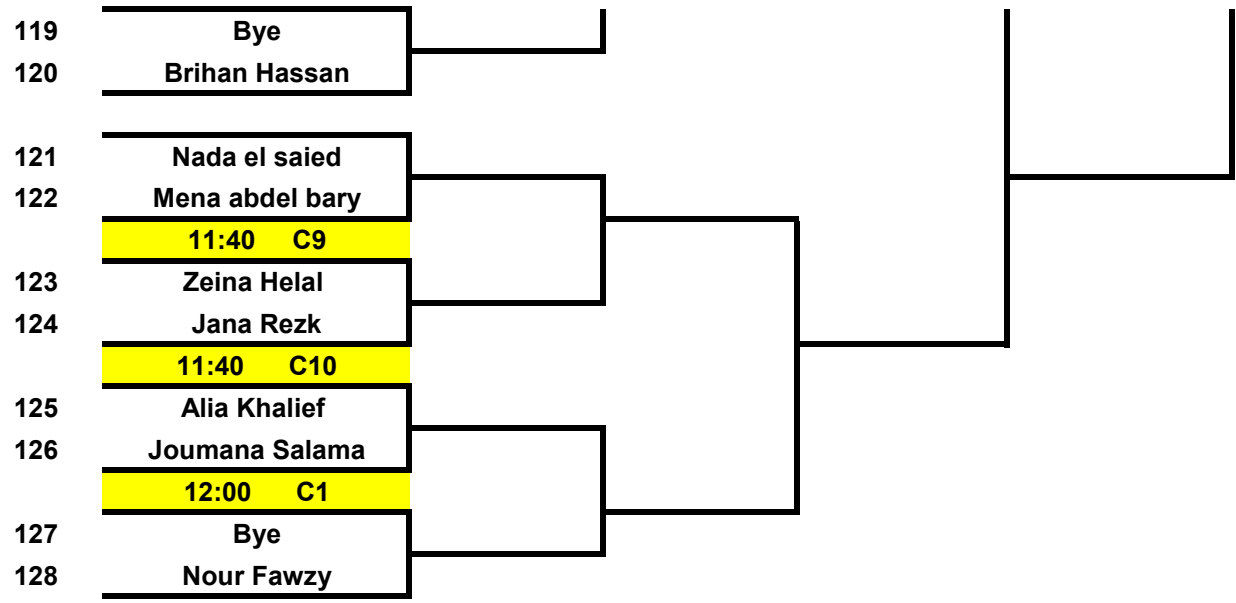 119 Bye
120 Brihan Hassan
121 Nada el saied
122 Mena abdel bary
11:40 C9
123 Zeina Helal
124 Jana Rezk
11:40 C10
125 Alia Khalief
126 Joumana Salama
12:00 C1
127 Bye
128 Nour Fawzy